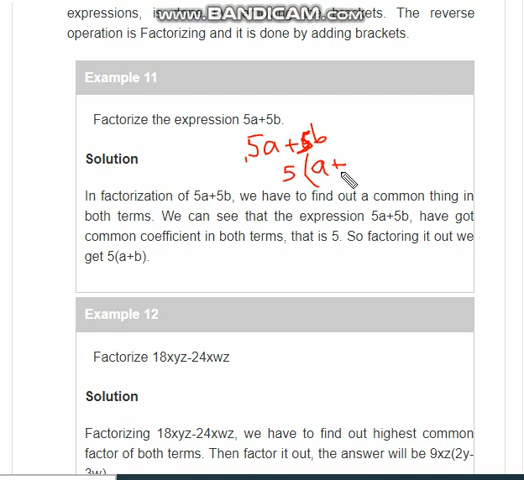 expressions, is
www.BANDICAM.com
brackets. The reverse
operation is Factorizing and it is done by adding brackets.
Example 11
Factorize the expression 5a+5b.
5a+5b
Solution
5(a+
In factorization of 5a+5b, we have to find out a common thing in
both terms. We can see that the expression 5a+5b, have got
common coefficient in both terms, that is 5. So factoring it out we
get 5(a+b).
Example 12
Factorize 18xyz-24xwz
Solution
Factorizing 18xyz-24xwz, we have to find out highest common
factor of both terms. Then factor it out, the answer will be 9xz(2y-
3w)